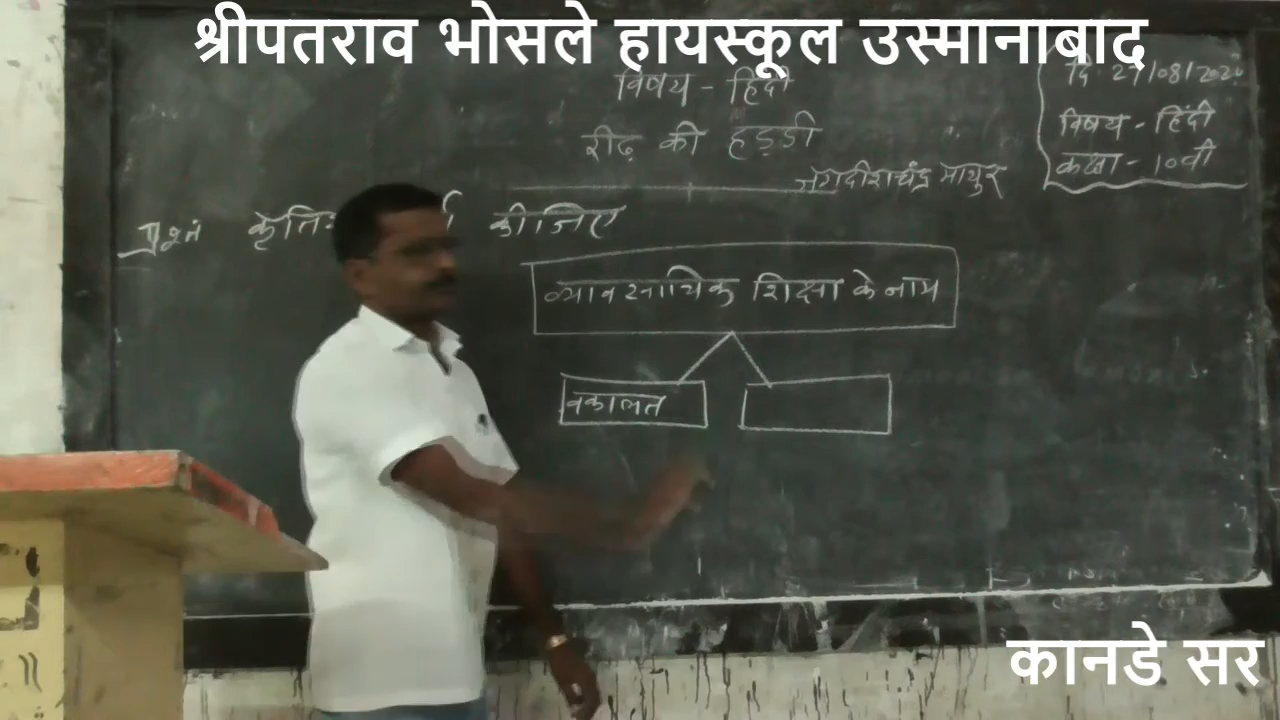 श्रीपतराव भोसले हायस्कूल उस्मानाबाद
विषय - हिंदी
रीढ़ की हड्डी
जगदीशचंद्र माथुर
दि. 27/08/2020
विषय - हिंदी
कक्षा - 10वी
प्रश्न कीजिए
व्यावसायिक शिक्षा के नाम
वकालत
कानडे सर